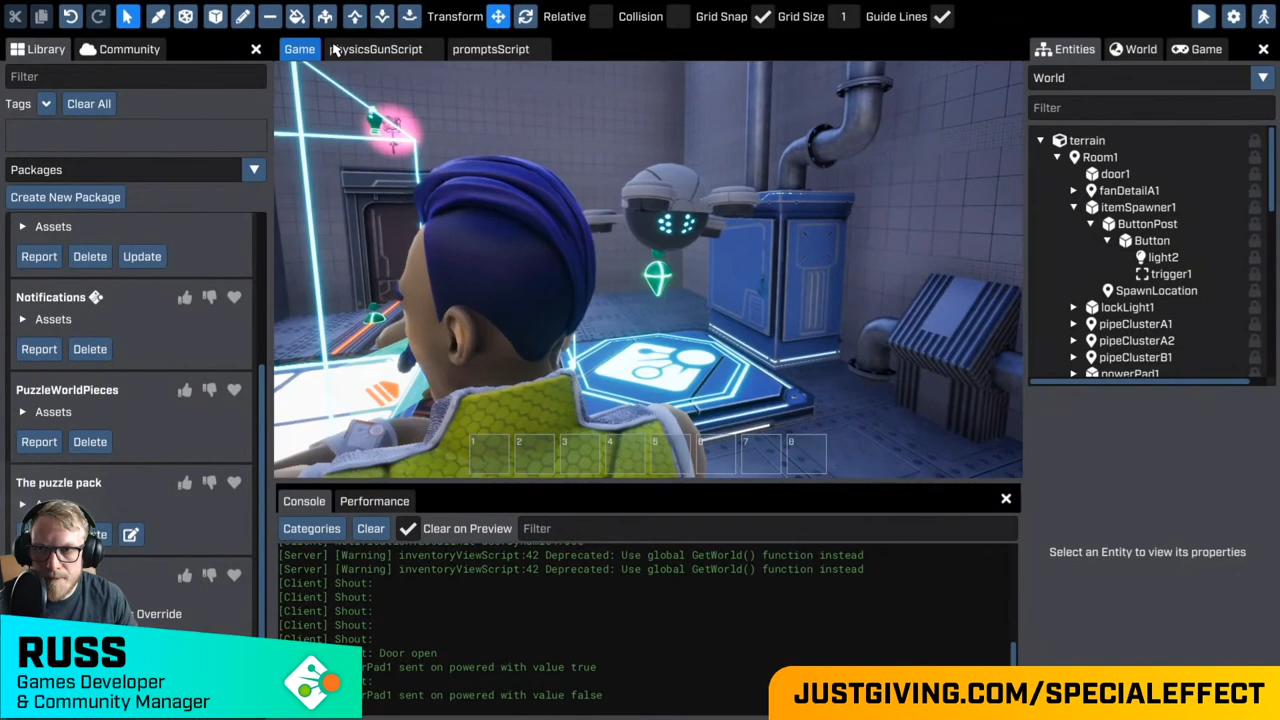 Transform
Relative
Collision
Grid Snap
Grid Size
1
Guide Lines
Library
Community
Filter
Tags
Clear All
Packages
Create New Package
Assets
Report
Delete
Update
Notifications
Assets
Report
Delete
PuzzleWorldPieces
Assets
Report
Delete
The puzzle pack
Override
Game
physicsGunScript
promptsScript
1 2 3 4 5 6 7 8
Console
Performance
Categories
Clear
Clear on Preview
Filter
[Server] [Warning] inventoryViewScript:42 Deprecated: Use global GetWorld() function instead
[Server] [Warning] inventoryViewScript:42 Deprecated: Use global GetWorld() function instead
[Client] Shout:
[Client] Shout:
[Client] Shout:
[Client] Shout:
[Client] Shout:
: Door open
rPad1 sent on powered with value true
rPad1 sent on powered with value false
Entities
World
Game
World
Filter
terrain
Room1
door1
fanDetailA1
itemSpawner1
ButtonPost
Button
light2
trigger1
SpawnLocation
lockLight1
pipeClusterA1
pipeClusterA2
pipeClusterB1
powerPad1
Select an Entity to view its properties
RUSS
Games Developer
& Community Manager
JUSTGIVING.COM/SPECIALEFFECT